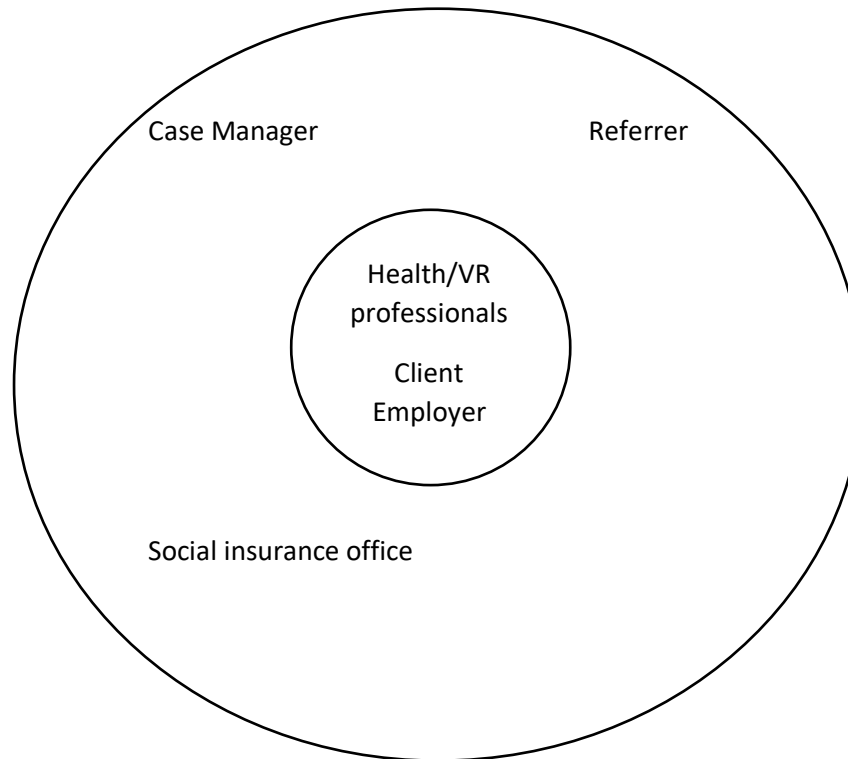 Case Manager
Referrer
Health/VR
professionals
Client
Employer
Social insurance office